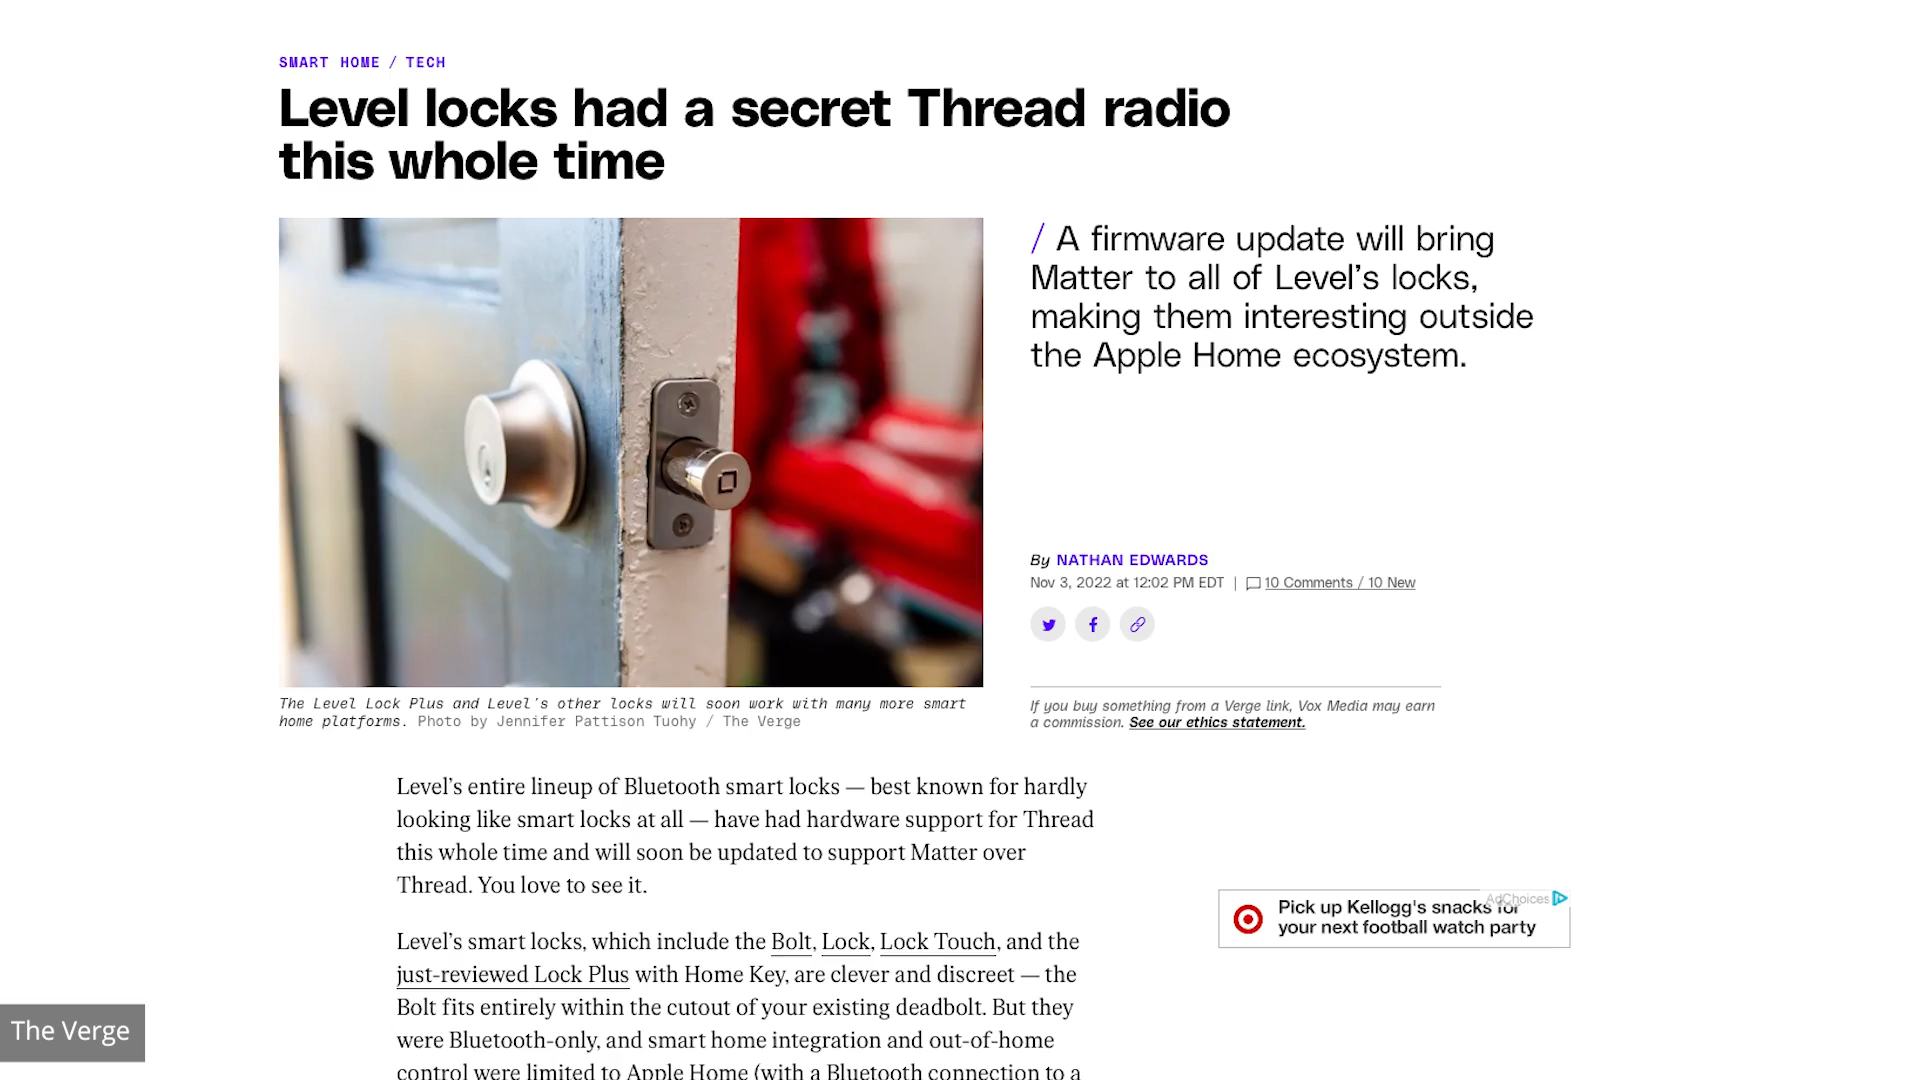 SMART HOME / TECH
Level locks had a secret Thread radio
this whole time
/ A firmware update will bring
Matter to all of Level’s locks,
making them interesting outside
the Apple Home ecosystem.
By NATHAN EDWARDS
Nov 3, 2022 at 12:02 PM EDT | 10 Comments / 10 New
The Level Lock Plus and Level's other locks will soon work with many more smart
home platforms. Photo by Jennifer Pattison Tuohy / The Verge
If you buy something from a Verge link, Vox Media may earn
a commission. See our ethics statement.
Level’s entire lineup of Bluetooth smart locks — best known for hardly
looking like smart locks at all — have had hardware support for Thread
this whole time and will soon be updated to support Matter over
Thread. You love to see it.
AdChoices
Pick up Kellogg's snacks for
your next football watch party
Level’s smart locks, which include the Bolt, Lock, Lock Touch, and the
just-reviewed Lock Plus with Home Key, are clever and discreet — the
Bolt fits entirely within the cutout of your existing deadbolt. But they
were Bluetooth-only, and smart home integration and out-of-home
control were limited to Apple Home (with a Bluetooth connection to a
The Verge